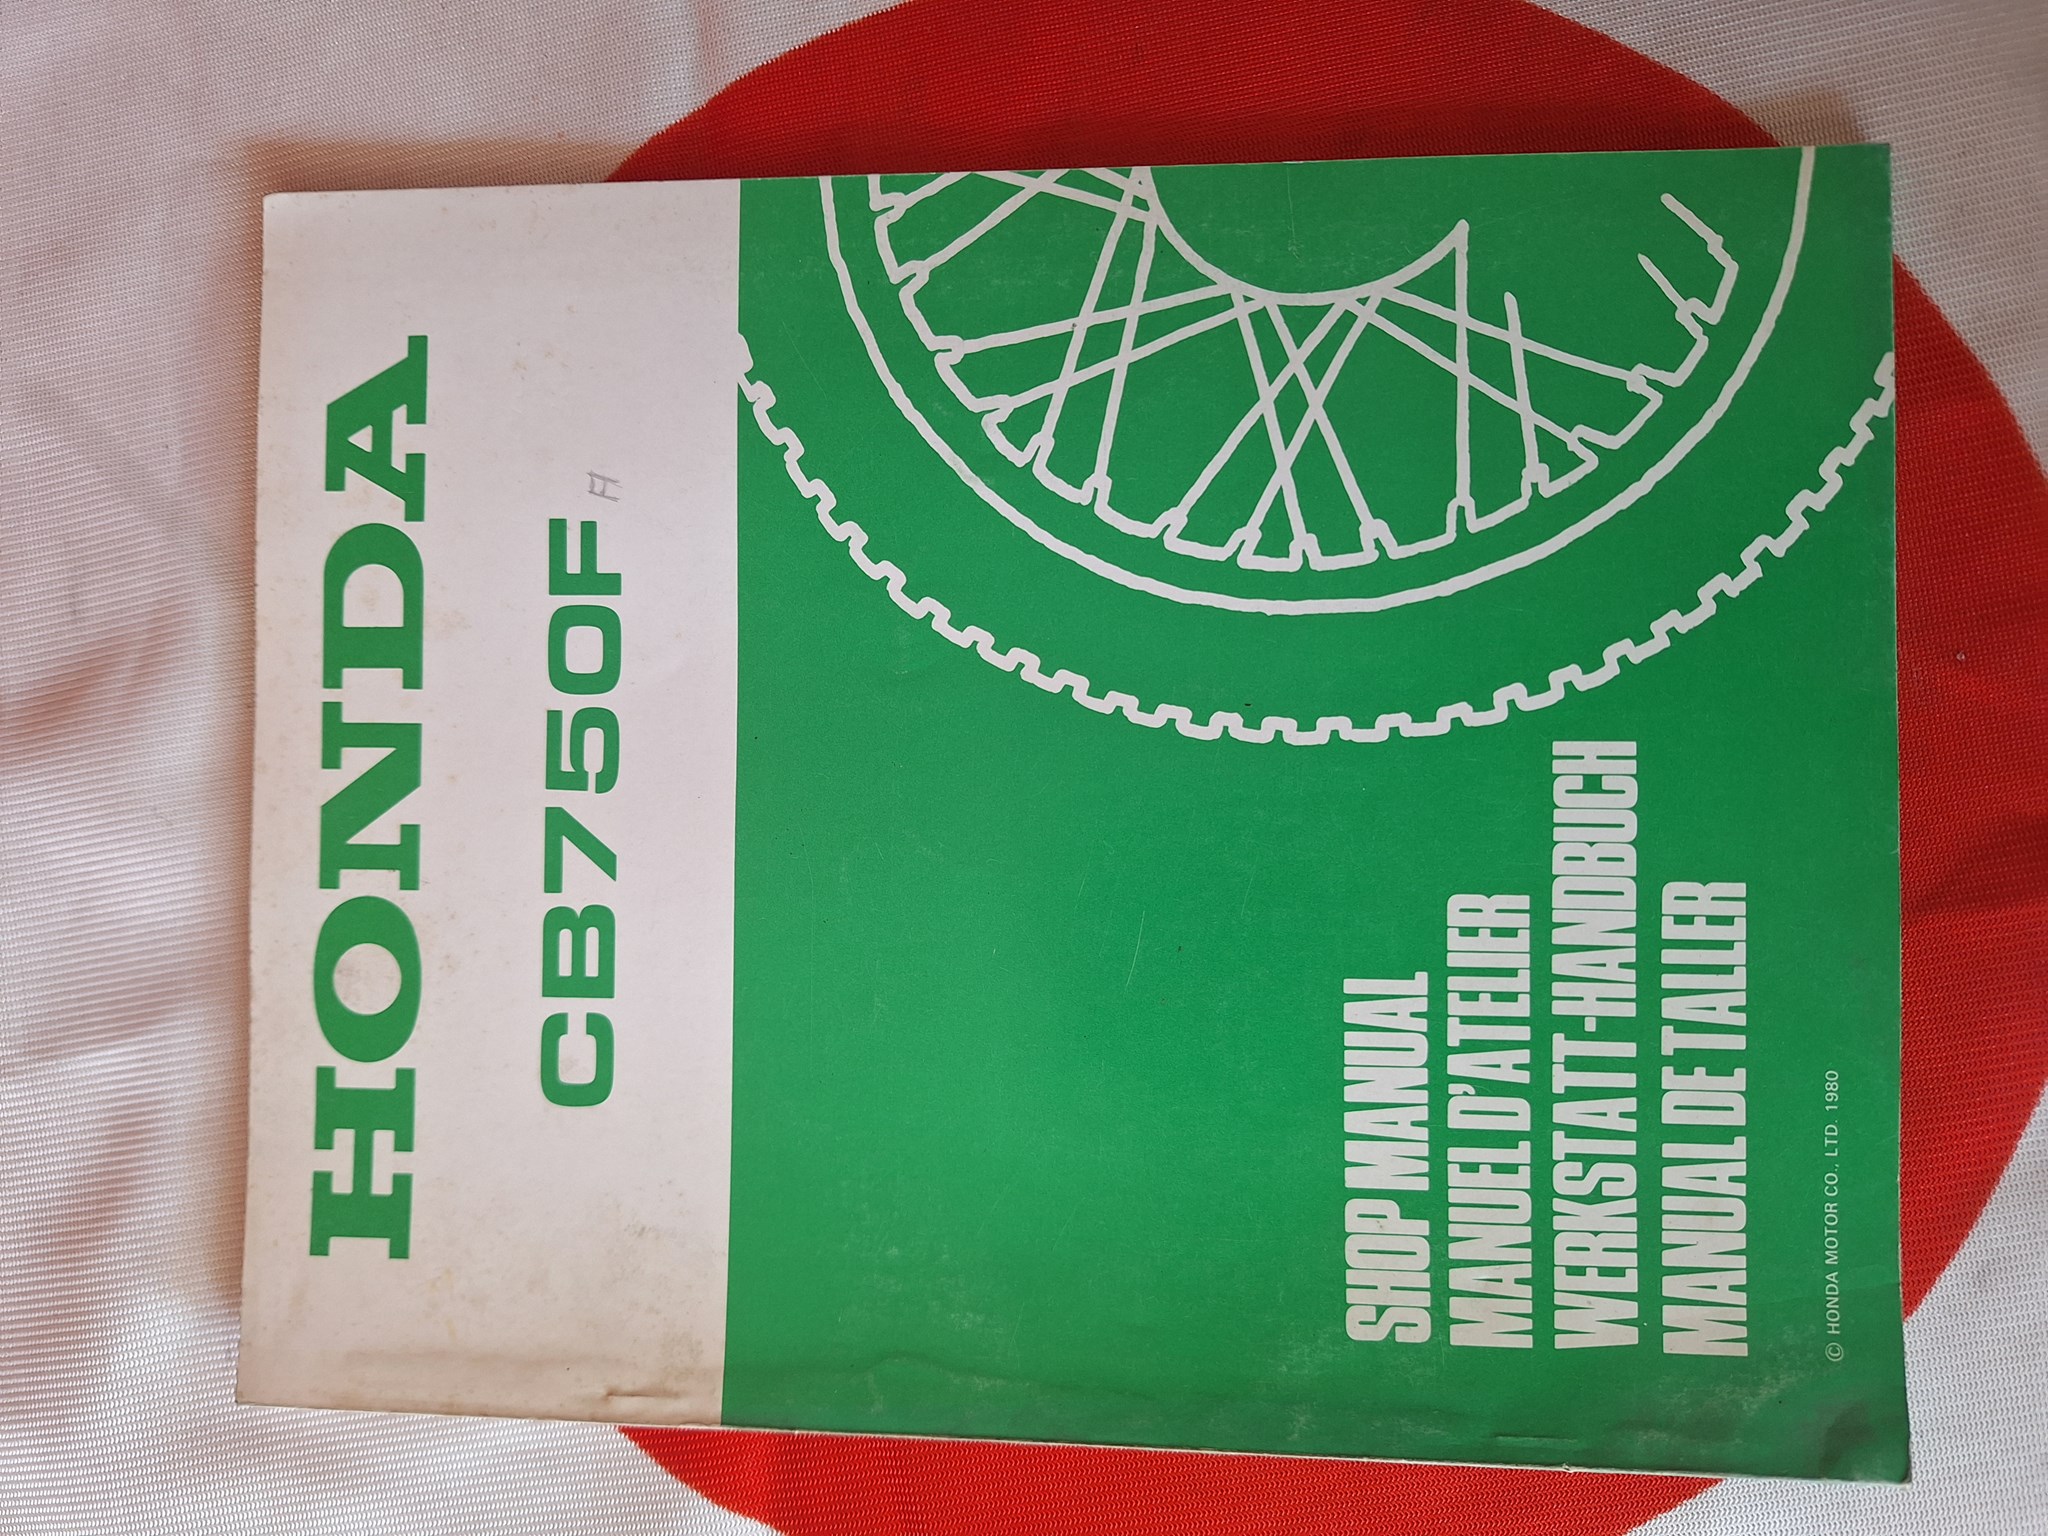 HONDA
CB750F
SHOP MANUAL
MANUEL D'ATELIER
WERKSTATT-HANDBUCH
MANUAL DE TALLER
© HONDA MOTOR CO., LTD. 1980